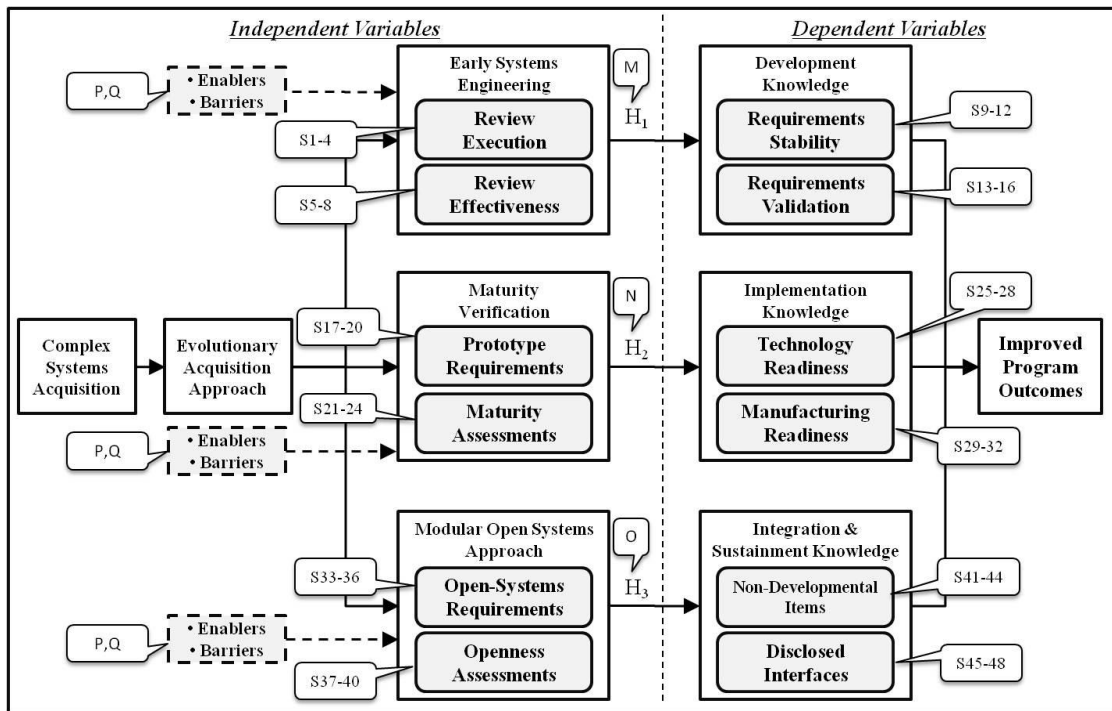 Independent Variables
Dependent Variables
P,Q
• Enablers
• Barriers
Early Systems
Engineering
Review
Execution
Review
Effectiveness
S1-4
S5-8
M
H1
Development
Knowledge
Requirements
Stability
Requirements
Validation
S9-12
S13-16
Complex
Systems
Acquisition
Evolutionary
Acquisition
Approach
S17-20
S21-24
P,Q
• Enablers
• Barriers
Maturity
Verification
Prototype
Requirements
Maturity
Assessments
N
H2
Implementation
Knowledge
Technology
Readiness
Manufacturing
Readiness
S25-28
S29-32
Improved
Program
Outcomes
S33-36
P,Q
• Enablers
• Barriers
S37-40
Modular Open Systems
Approach
Open-Systems
Requirements
Openness
Assessments
O
H3
Integration &
Sustainment Knowledge
Non-Developmental
Items
Disclosed
Interfaces
S41-44
S45-48